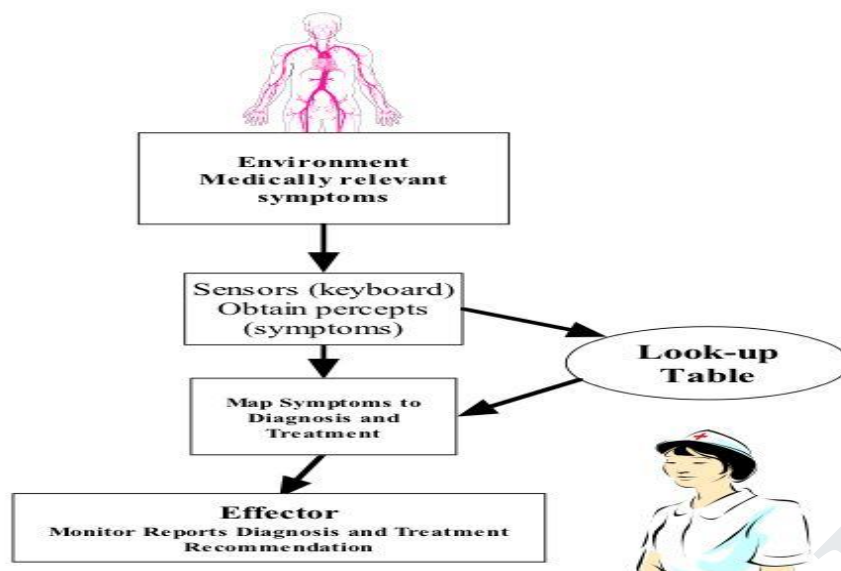 Environment
Medically relevant
symptoms
Sensors (keyboard)
Obtain percepts
(symptoms)
Look-up
Table
Map Symptoms to
Diagnosis and
Treatment
Effector
Monitor Reports Diagnosis and Treatment
Recommendation